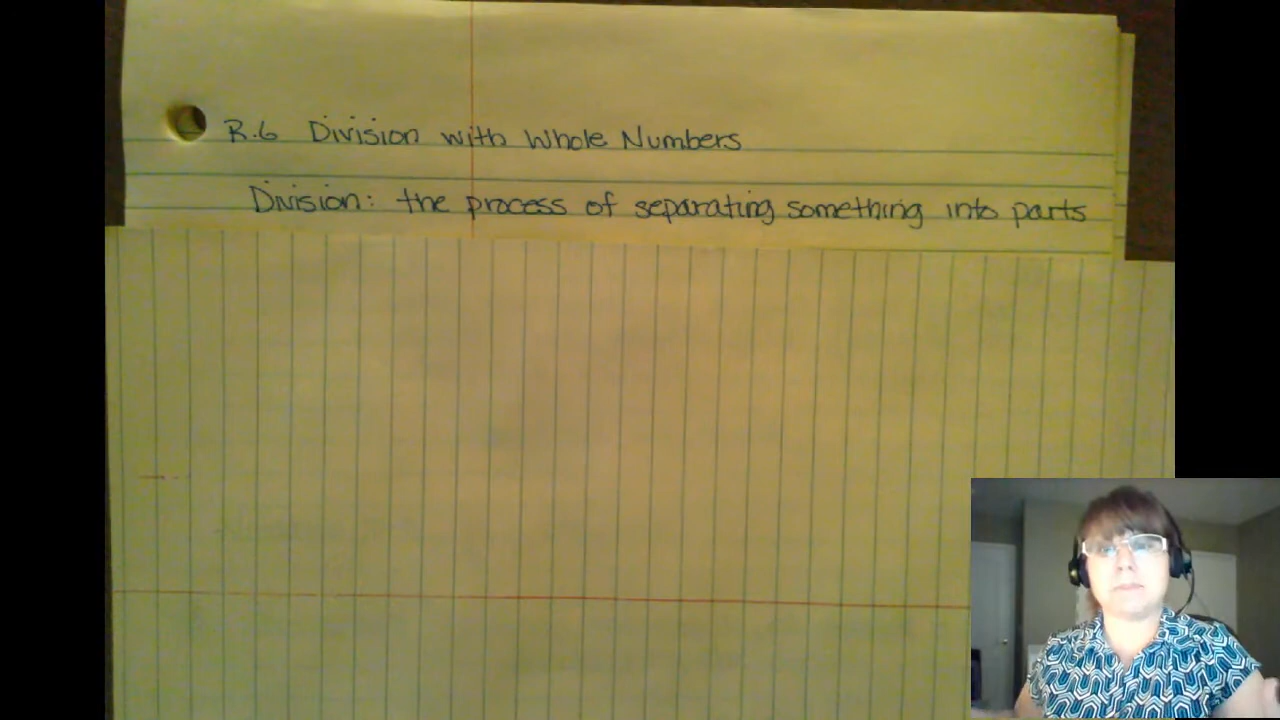 R.6 Division with Whole Numbers
Division: the process of separating something into parts